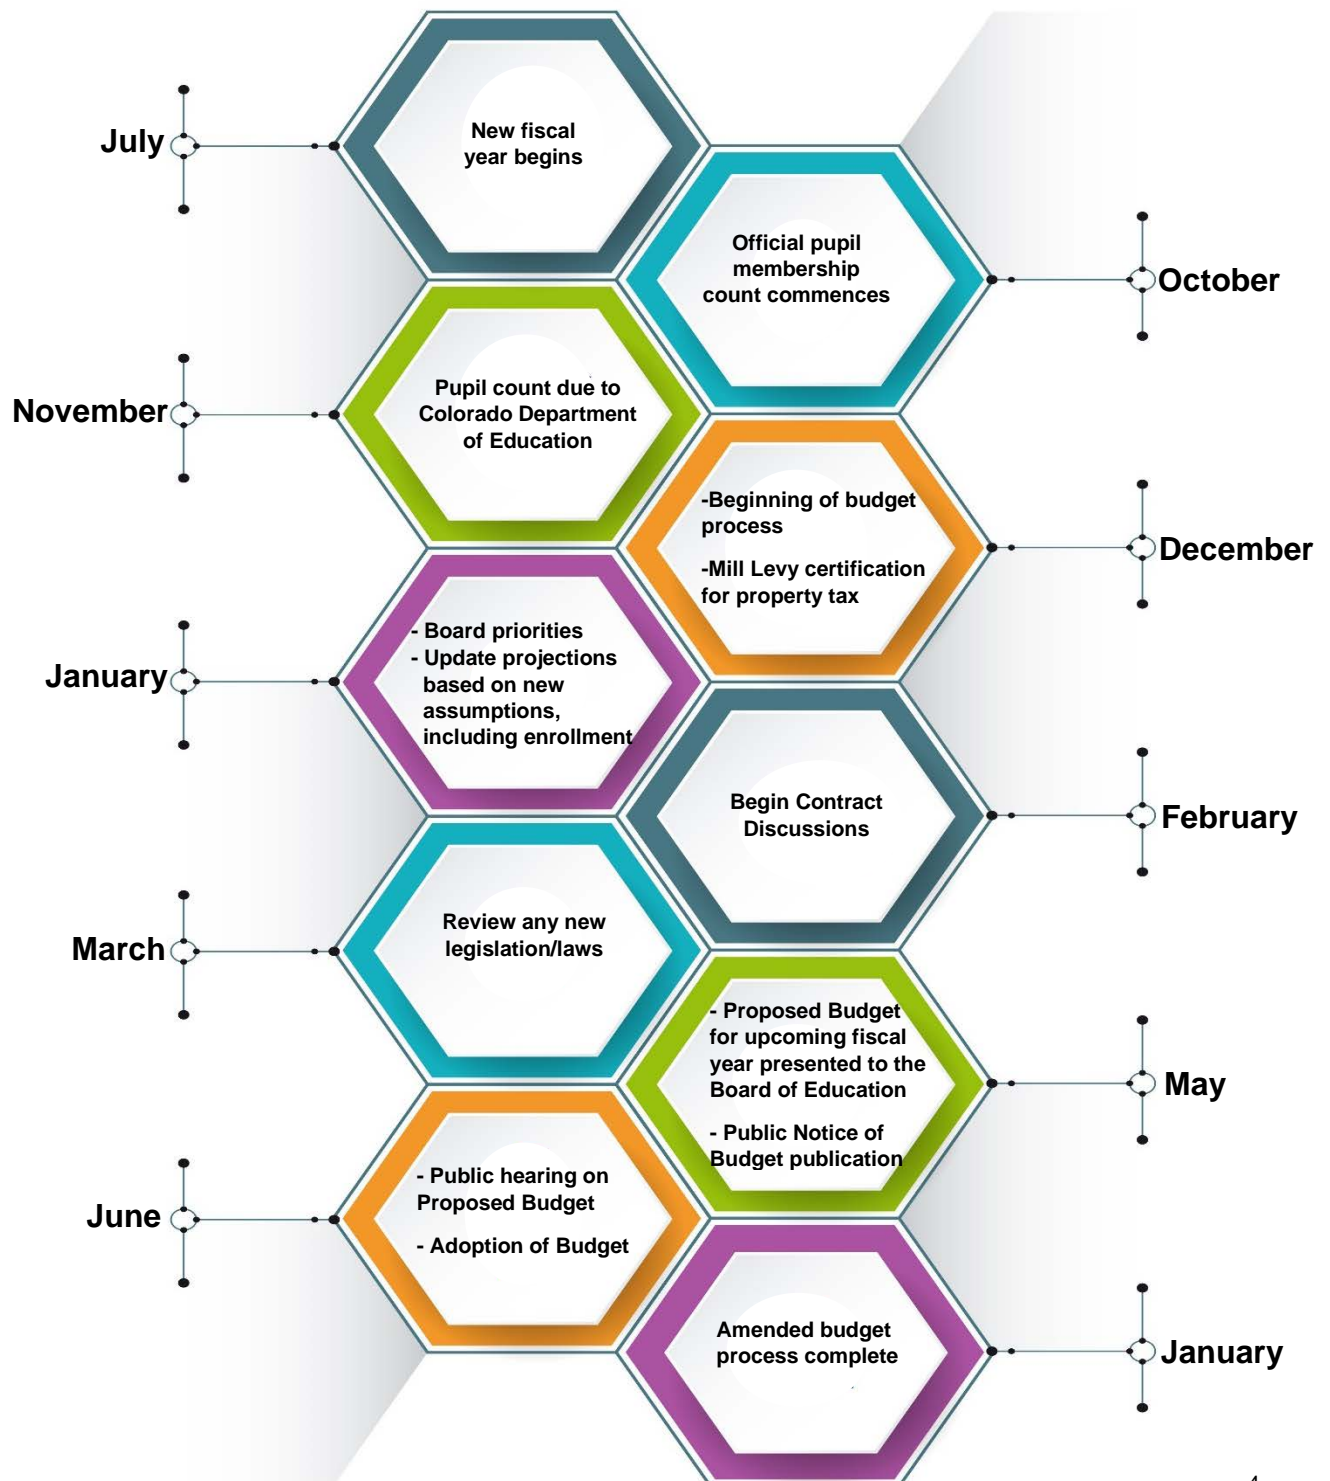 July
New fiscal
year begins
October
Official pupil
membership
count commences
November
Pupil count due to
Colorado Department
of Education
December
-Beginning of budget
process
-Mill Levy certification
for property tax
January
- Board priorities
- Update projections
based on new
assumptions,
including enrollment
February
Begin Contract
Discussions
March
Review any new
legislation/laws
May
- Proposed Budget
for upcoming fiscal
year presented to the
Board of Education
- Public Notice of
Budget publication
June
- Public hearing on
Proposed Budget
- Adoption of Budget
January
Amended budget
process complete